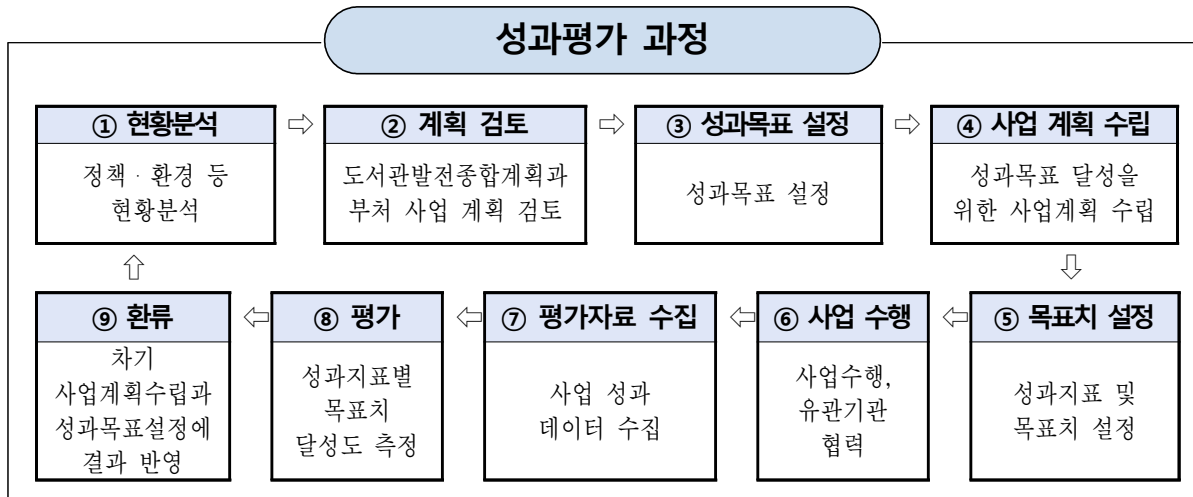 성과평가 과정
① 현황분석
정책 · 환경 등
현황분석
⇨
② 계획 검토
도서관발전종합계획과
부처 사업 계획 검토
⇨
③ 성과목표 설정
성과목표 설정
⇨
④ 사업 계획 수립
성과목표 달성을
위한 사업계획 수립
⇩
⑤ 목표치 설정
성과지표 및
목표치 설정
⇦
⑥ 사업 수행
사업수행,
유관기관
협력
⇦
⑦ 평가자료 수집
사업 성과
데이터 수집
⇦
⑧ 평가
성과지표별
목표치
달성도 측정
⇦
⑨ 환류
차기
사업계획수립과
성과목표설정에
결과 반영
⇧